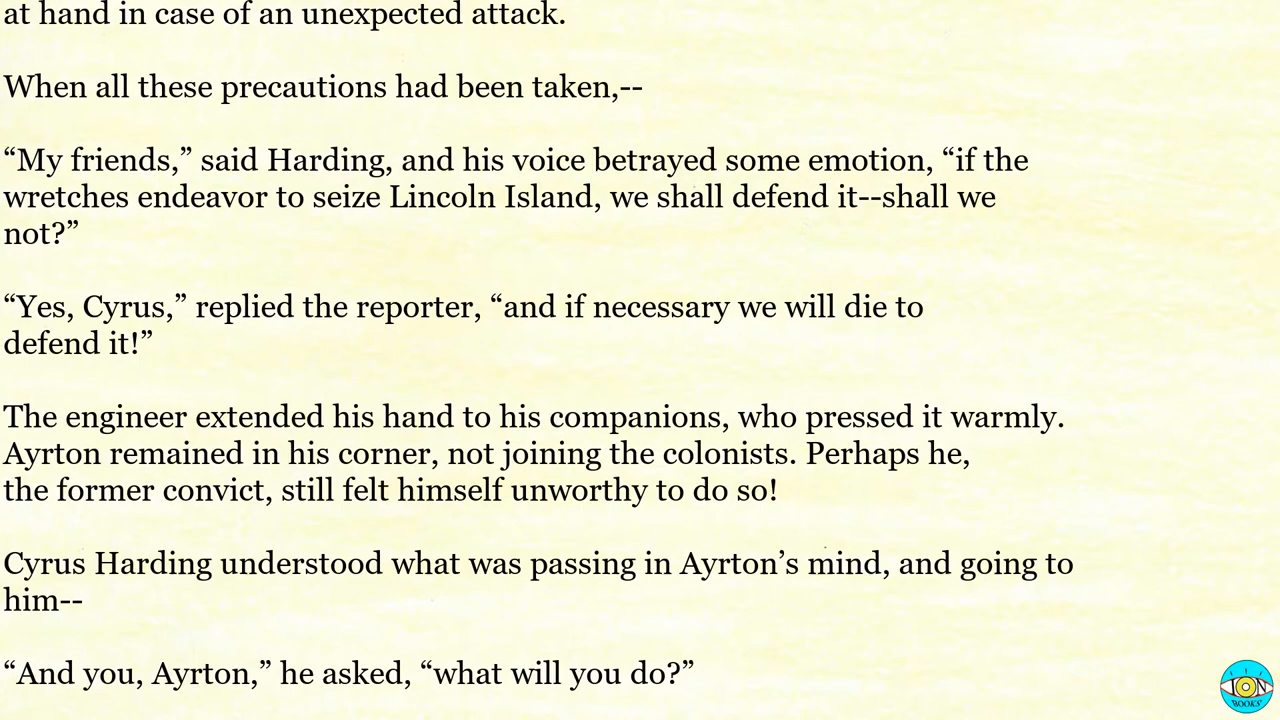 at hand in case of an unexpected attack.
When all these precautions had been taken,--
“My friends,” said Harding, and his voice betrayed some emotion, “if the
wretches endeavor to seize Lincoln Island, we shall defend it--shall we
not?”
“Yes, Cyrus,” replied the reporter, “and if necessary we will die to
defend it!”
The engineer extended his hand to his companions, who pressed it warmly.
Ayrton remained in his corner, not joining the colonists. Perhaps he,
the former convict, still felt himself unworthy to do so!
Cyrus Harding understood what was passing in Ayrton’s mind, and going to
him--
“And you, Ayrton,” he asked, “what will you do?”
ION
BOOKS